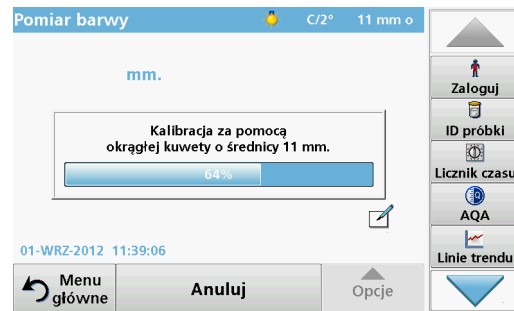 Pomiar barwy
C/2° 11 mm o
mm.
Kalibracja za pomocą
okrągłej kuwety o średnicy 11 mm.
64%
01-WRZ-2012 11:39:06
Menu
główne
Anuluj
Opcje
Zaloguj
ID próbki
Licznik czasu
AQA
Linie trendu